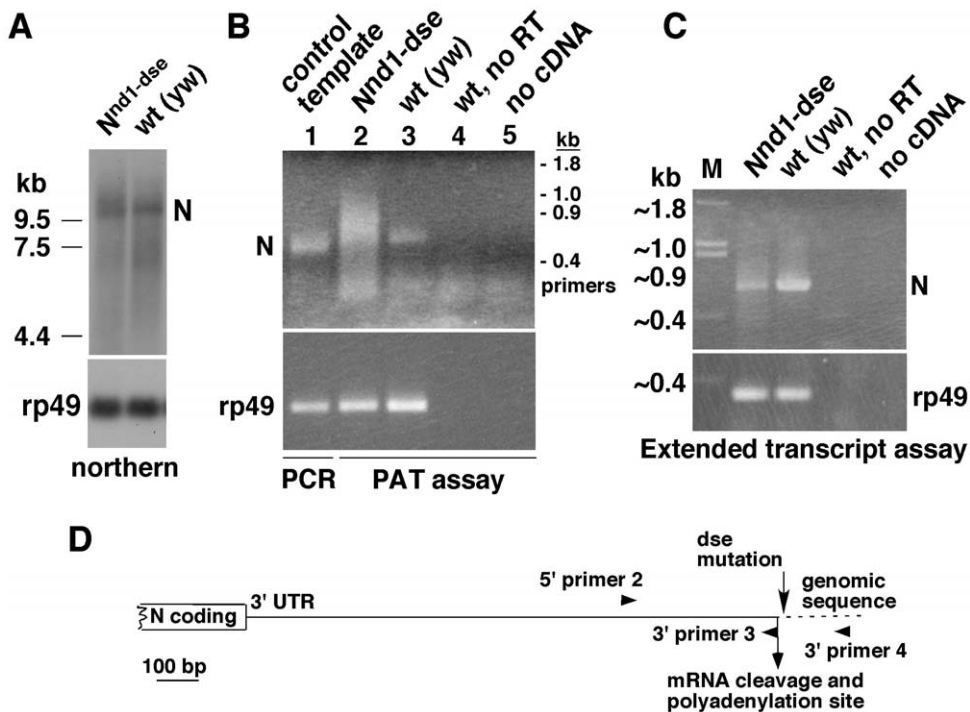 A
N^nd1-dse
wt (yw)
kb
9.5
7.5
4.4
N
rp49
northern
B
control
template
Nnd1-dse
wt (yw)
wt, no RT
no cDNA
1 2 3 4 5
kb
- 1.8
- 1.0
- 0.9
- 0.4
primers
N
rp49
PCR PAT assay
C
Nnd1-dse
wt (yw)
wt, no RT
no cDNA
kb M
~1.8
~1.0
~0.9
~0.4
N
~0.4
rp49
Extended transcript assay
D
dse
mutation
5' primer 2
genomic
sequence
3' UTR
N coding
3' primer 3
3' primer 4
100 bp
mRNA cleavage and
polyadenylation site